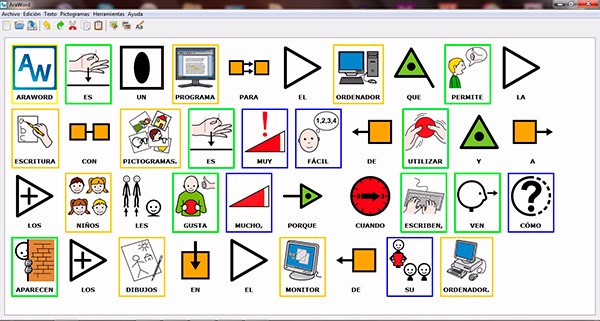 AraWord
Archivo Edición Texto Pictogramas Herramientas Ayuda
AW
ARAWORD ES UN PROGRAMA PARA EL ORDENADOR QUE PERMITE LA
1,2,3,4
ESCRITURA CON PICTOGRAMAS. ES MUY FÁCIL DE UTILIZAR Y A
LOS NIÑOS LES GUSTA MUCHO, PORQUE CUANDO ESCRIBEN, VEN CÓMO
APARECEN LOS DIBUJOS EN EL MONITOR DE SU ORDENADOR.